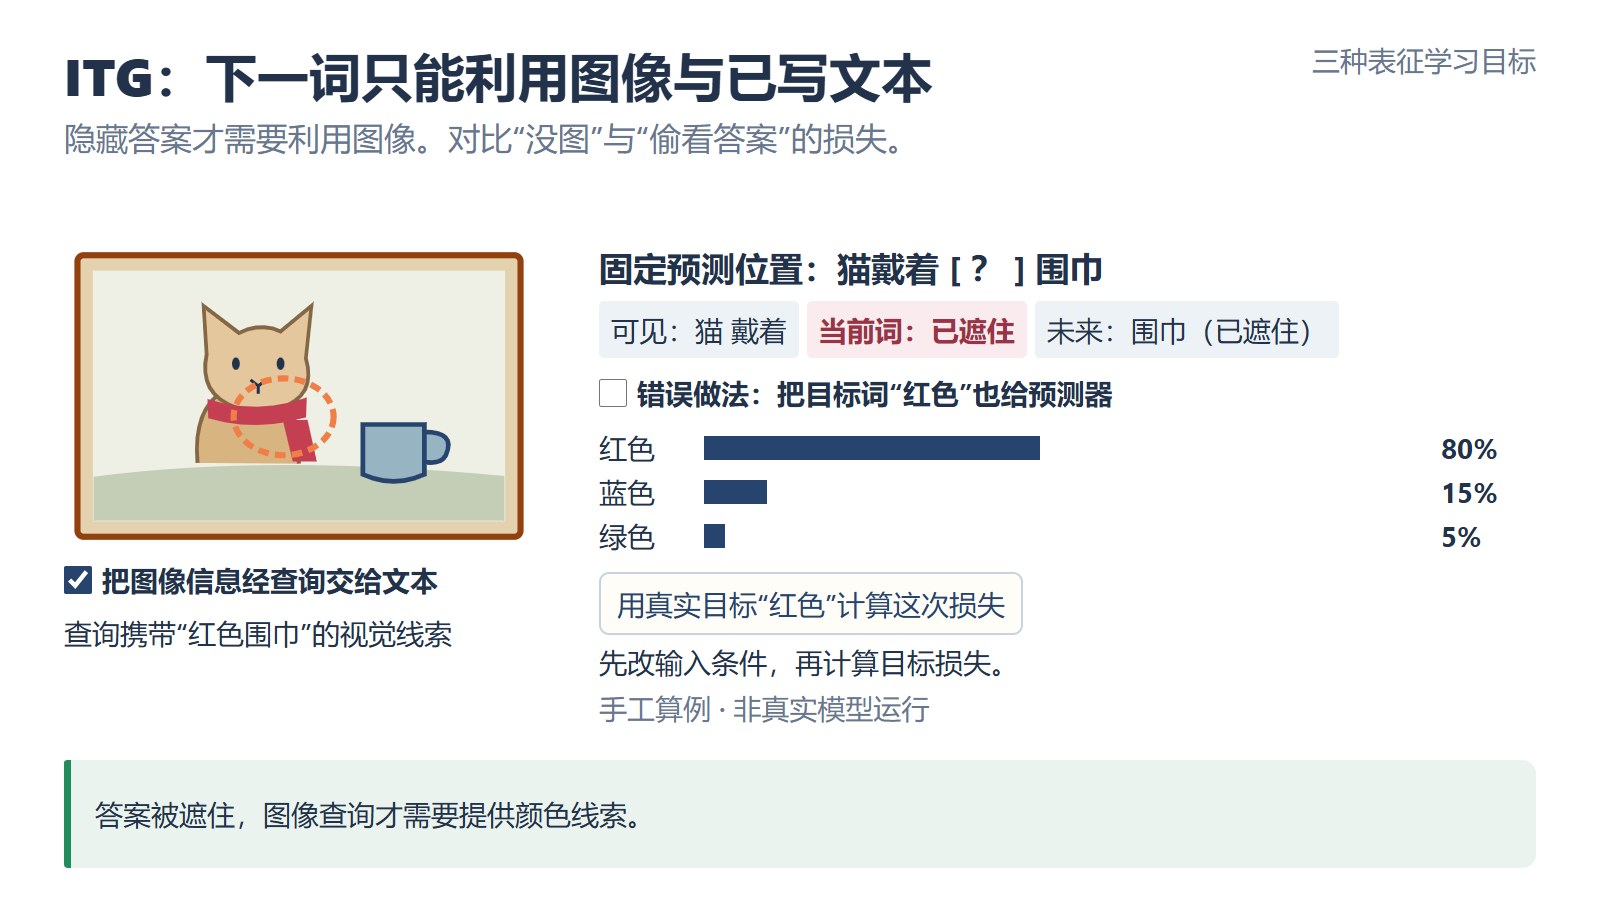 ITG：下一词只能利用图像与已写文本
三种表征学习目标
隐藏答案才需要利用图像。对比“没图”与“偷看答案”的损失。
固定预测位置：猫戴着 [ ？ ] 围巾
可见：猫 戴着 当前词：已遮住 未来：围巾（已遮住）
错误做法：把目标词“红色”也给预测器
红色 80%
蓝色 15%
绿色 5%
把图像信息经查询交给文本
查询携带“红色围巾”的视觉线索
用真实目标“红色”计算这次损失
先改输入条件，再计算目标损失。
手工算例 · 非真实模型运行
答案被遮住，图像查询才需要提供颜色线索。